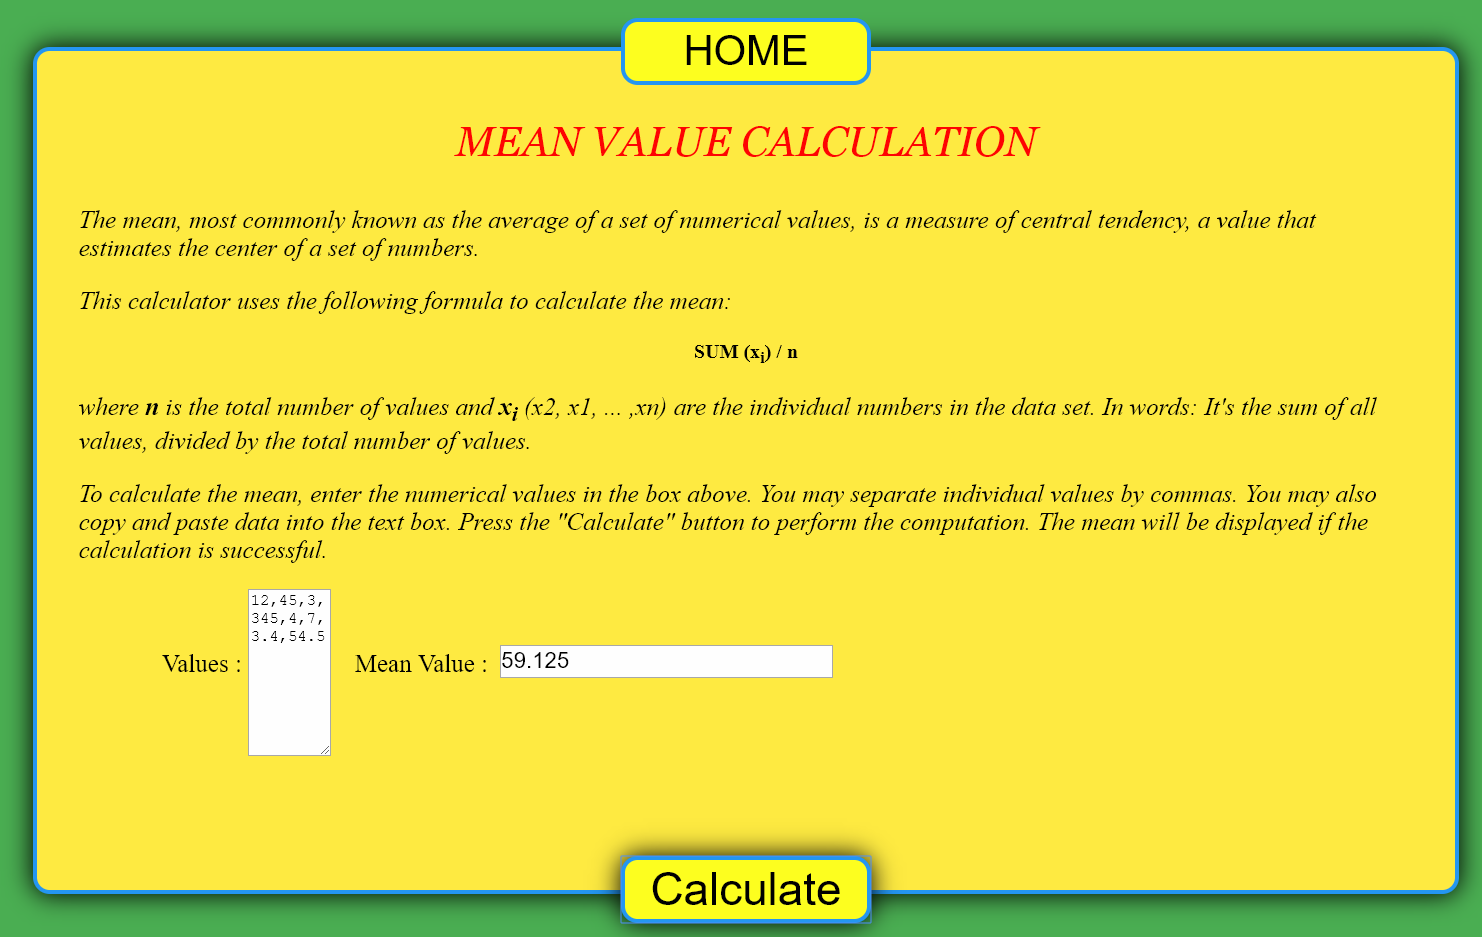 HOME
MEAN VALUE CALCULATION
The mean, most commonly known as the average of a set of numerical values, is a measure of central tendency, a value that
estimates the center of a set of numbers.
This calculator uses the following formula to calculate the mean:
SUM (xi) / n
where n is the total number of values and xi (x2, x1, ... ,xn) are the individual numbers in the data set. In words: It's the sum of all
values, divided by the total number of values.
To calculate the mean, enter the numerical values in the box above. You may separate individual values by commas. You may also
copy and paste data into the text box. Press the "Calculate" button to perform the computation. The mean will be displayed if the
calculation is successful.
12,45,3,
345,4,7,
3.4,54.5
Values : Mean Value : 59.125
Calculate